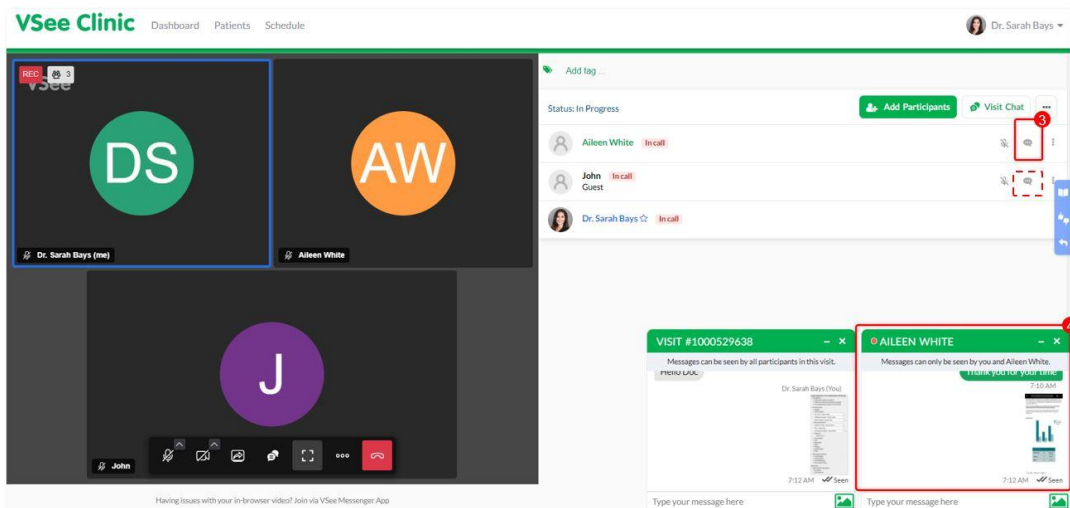 VSee Clinic Dashboard Patients Schedule Dr. Sarah Bays
REC 3
VSee
DS
Dr. Sarah Bays (me)
AW
Aileen White
J
John
Having issues with your in-browser video? Join via VSee Messenger App
Add tag ...
Status: In Progress Add Participants Visit Chat ...
3
Aileen White In call
John In call
Guest
Dr. Sarah Bays In call
VISIT #1000529638
Messages can be seen by all participants in this visit.
Hello Doc
Dr. Sarah Bays (You)
7:12 AM Seen
Type your message here
4
AILEEN WHITE
Messages can only be seen by you and Aileen White.
Thank you for your time
7:10 AM
7:12 AM Seen
Type your message here